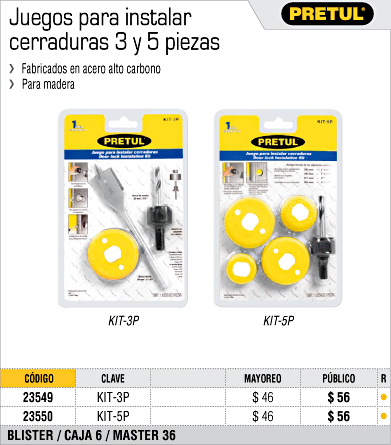 Juegos para instalar
cerraduras 3 y 5 piezas
PRETUL®
› Fabricados en acero alto carbono
› Para madera
KIT-3P
PRETUL
Juego para instalar cerraduras
Door lock Installation Kit
KIT-5P
PRETUL
Juego para instalar cerraduras
Door lock Installation Kit
KIT-3P
KIT-5P
CÓDIGO CLAVE MAYOREO PÚBLICO R
23549 KIT-3P $ 46 $ 56
23550 KIT-5P $ 46 $ 56
BLISTER / CAJA 6 / MASTER 36